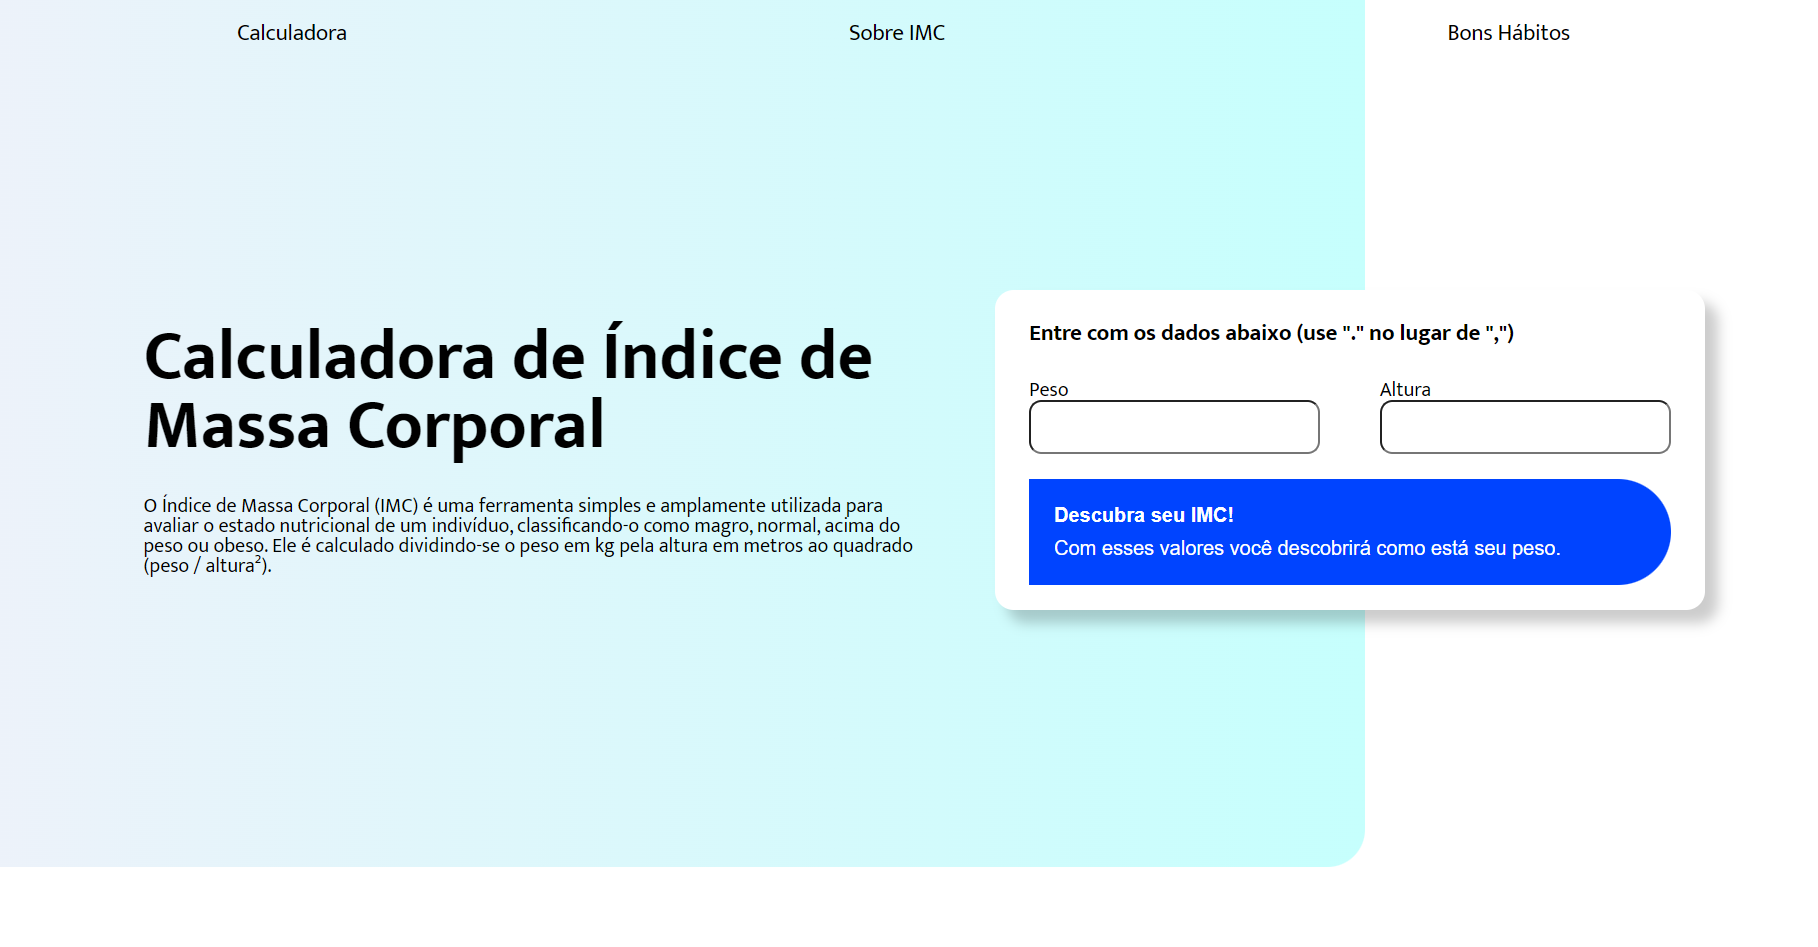 Calculadora
Sobre IMC
Bons Hábitos
Calculadora de Índice de
Massa Corporal
O Índice de Massa Corporal (IMC) é uma ferramenta simples e amplamente utilizada para
avaliar o estado nutricional de um indivíduo, classificando-o como magro, normal, acima do
peso ou obeso. Ele é calculado dividindo-se o peso em kg pela altura em metros ao quadrado
(peso / altura²).
Entre com os dados abaixo (use "." no lugar de ",")
Peso
Altura
Descubra seu IMC!
Com esses valores você descobrirá como está seu peso.